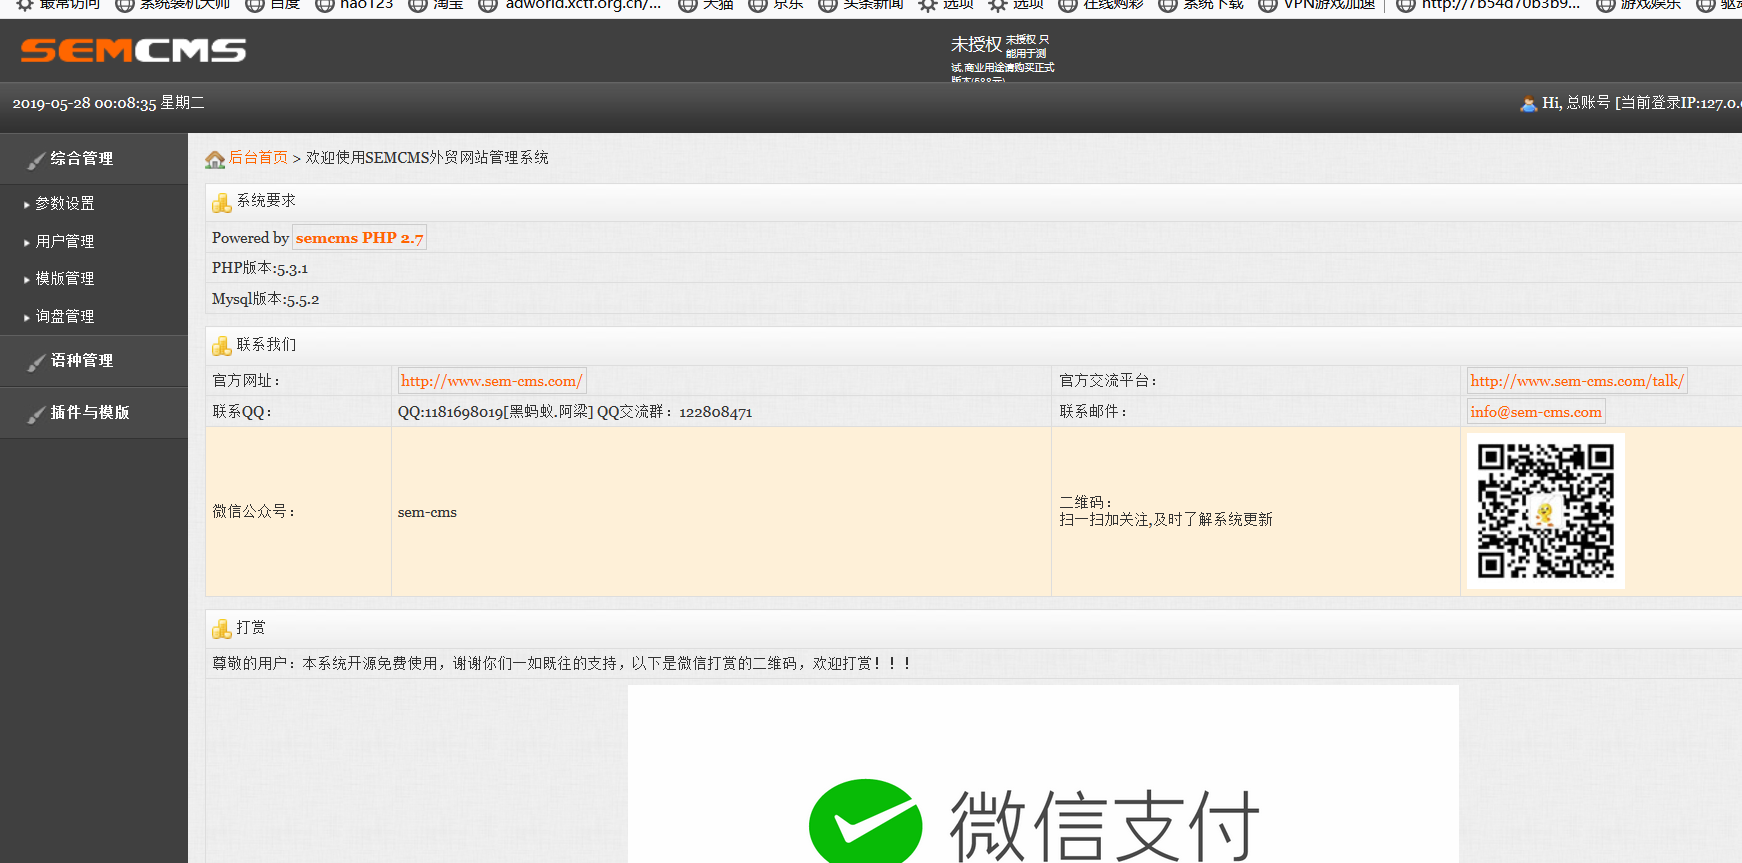 最常访问 系统装机大师 百度 hao123 淘宝 adworld.xctf.org.cn/... 天猫 京东 头条新闻 选项 选项 在线购彩 系统下载 VPN游戏加速 http://7b54d70b3b9... 游戏娱乐
SEMCMS
未授权 未授权 只
能用于测
试,商业用途请购买正式
版本(588元)
2019-05-28 00:08:35 星期二
Hi, 总账号 [当前登录IP:127.0.
综合管理
参数设置
用户管理
模版管理
询盘管理
语种管理
插件与模版
后台首页 > 欢迎使用SEMCMS外贸网站管理系统
系统要求
Powered by semcms PHP 2.7
PHP版本:5.3.1
Mysql版本:5.5.2
联系我们
官方网址： http://www.sem-cms.com/ 官方交流平台： http://www.sem-cms.com/talk/
联系QQ： QQ:1181698019[黑蚂蚁.阿梁] QQ交流群：122808471 联系邮件： info@sem-cms.com
微信公众号： sem-cms 二维码：
扫一扫加关注,及时了解系统更新
打赏
尊敬的用户：本系统开源免费使用，谢谢你们一如既往的支持，以下是微信打赏的二维码，欢迎打赏！！！
微信支付